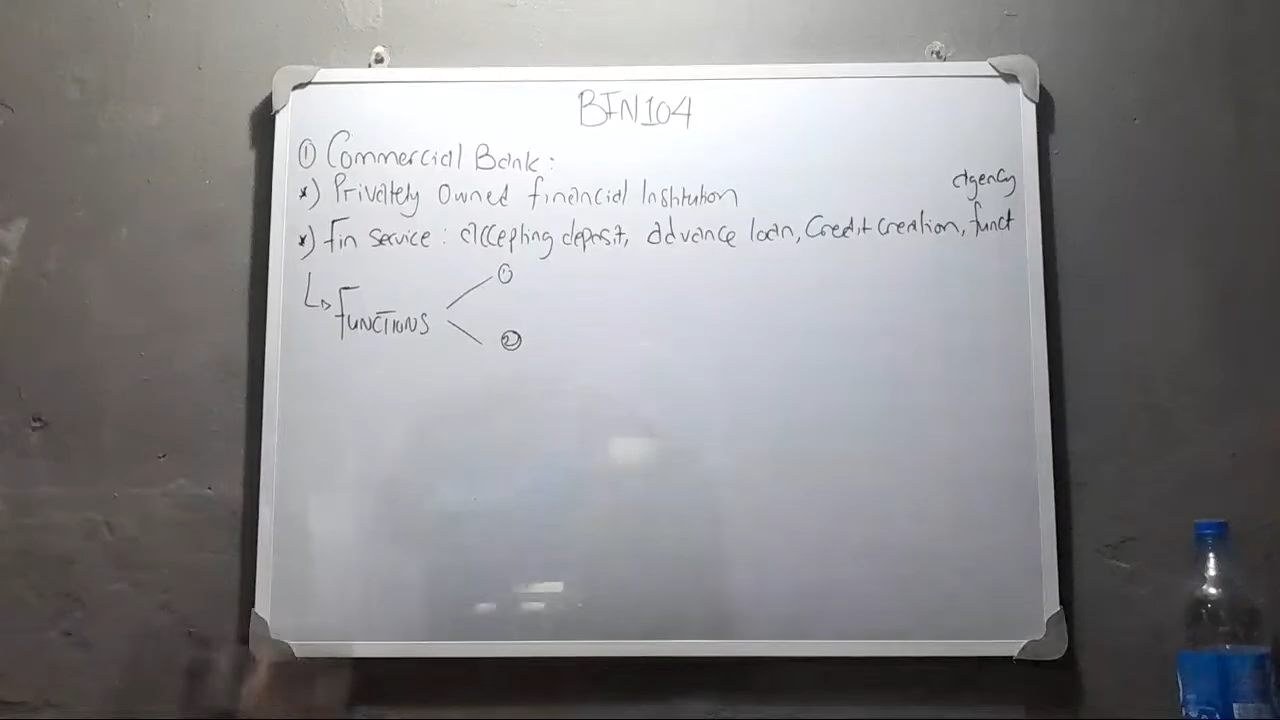 BIN104
① Commercial Bank:
*) Privately Owned financial Institution
agency
*) fin service: accepting deposit, advance loan, Credit creation, funct
↳ FUNCTIONS
①
②